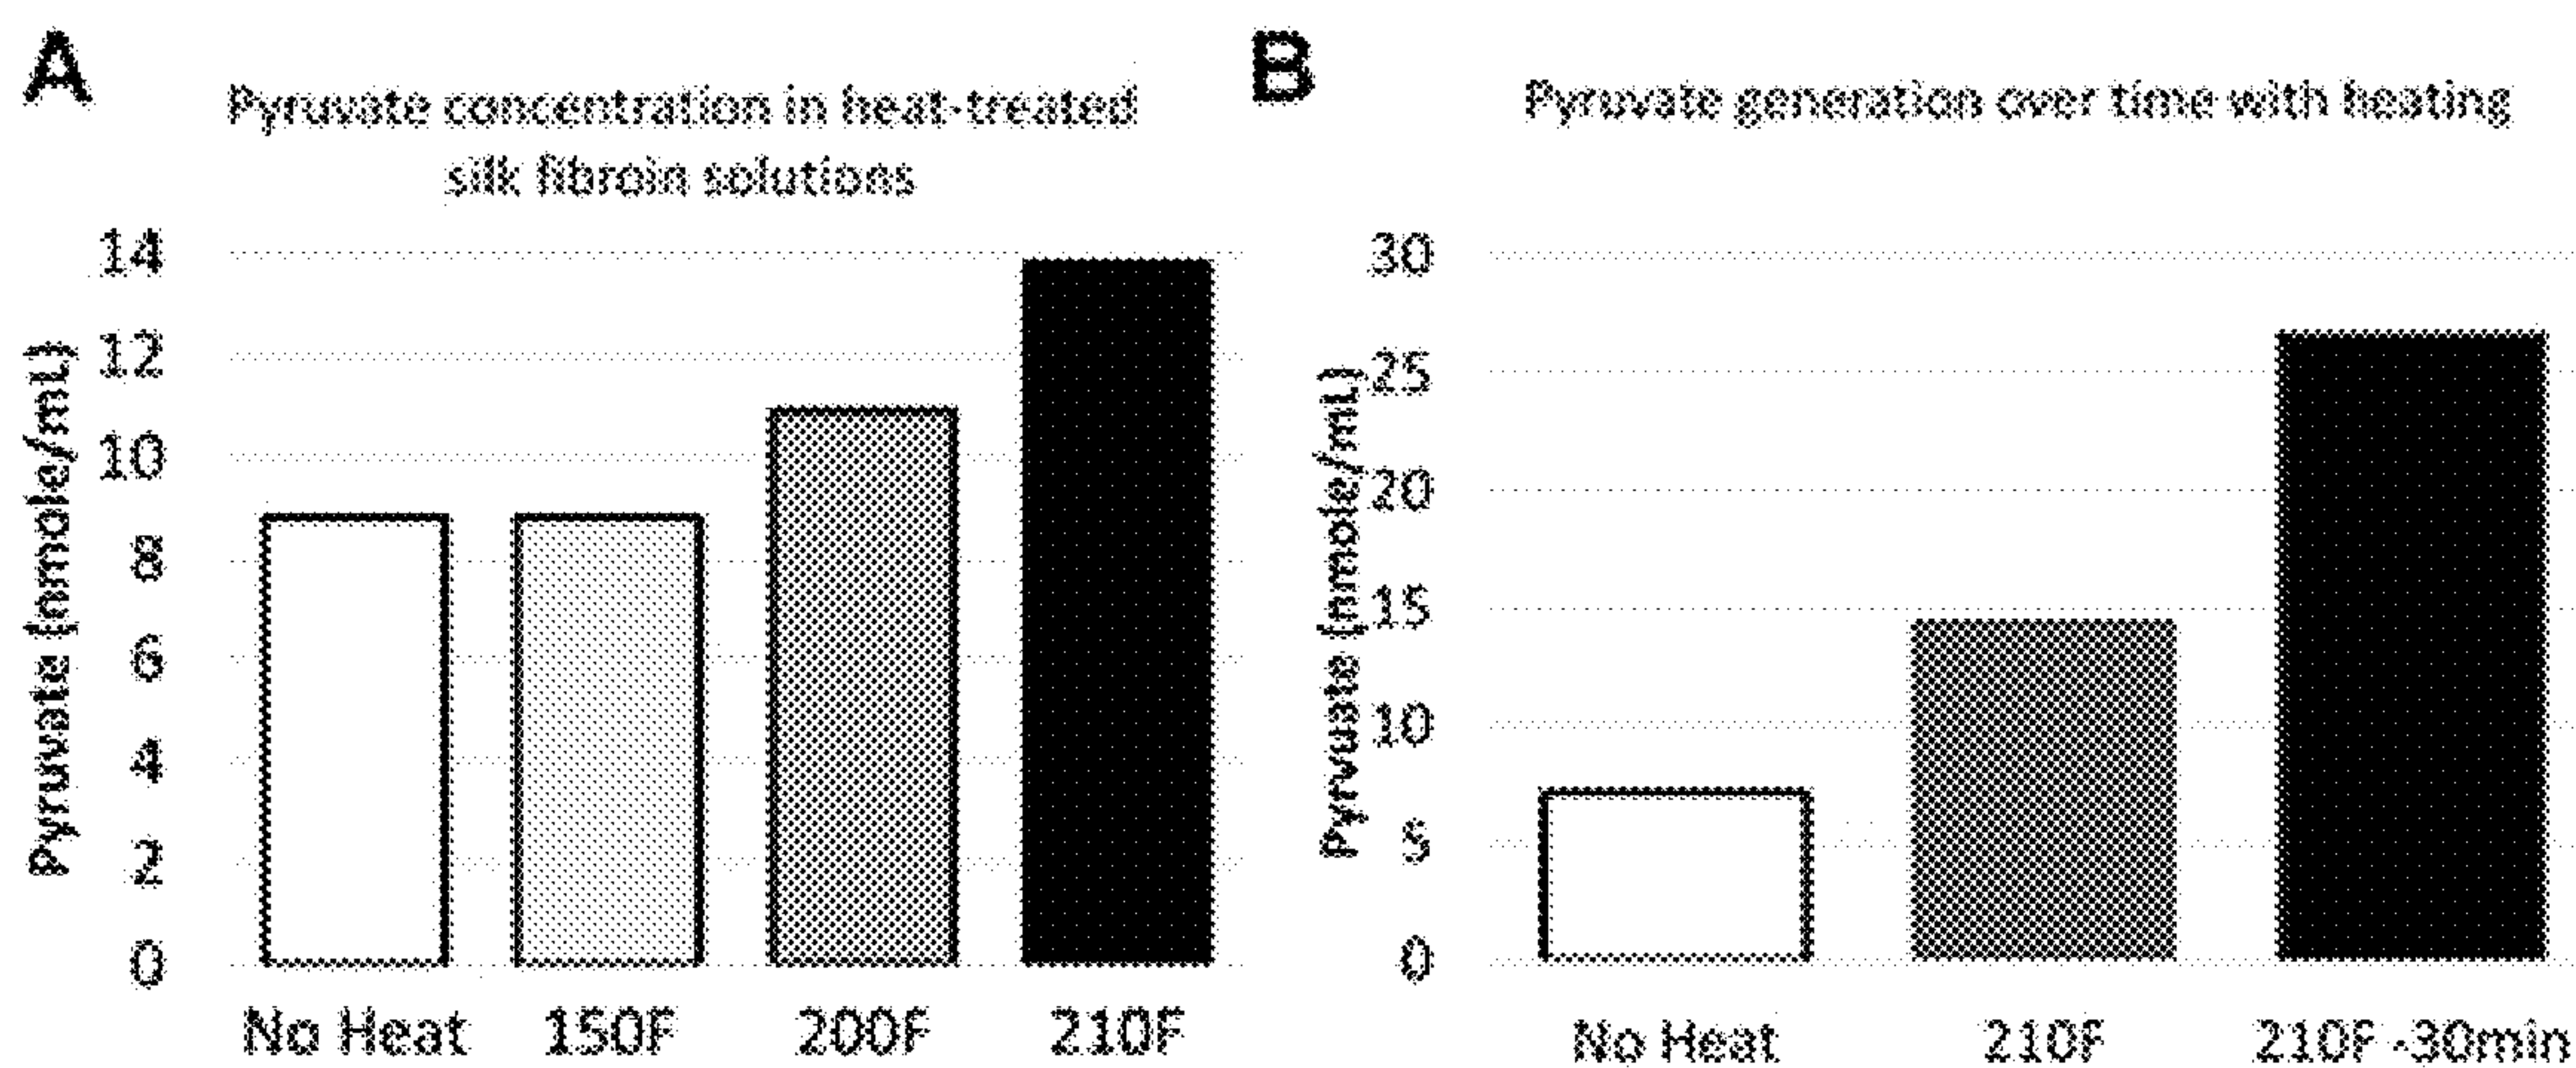 A
Pyruvate concentration in heat-treated
silk fibroin solutions
Pyruvate (nmole/mL)
14
12
10
8
6
4
2
0
No Heat 150F 200F 210F
B
Pyruvate generation over time with heating
Pyruvate (nmole/mL)
30
25
20
15
10
5
0
No Heat 210F 210F -30min